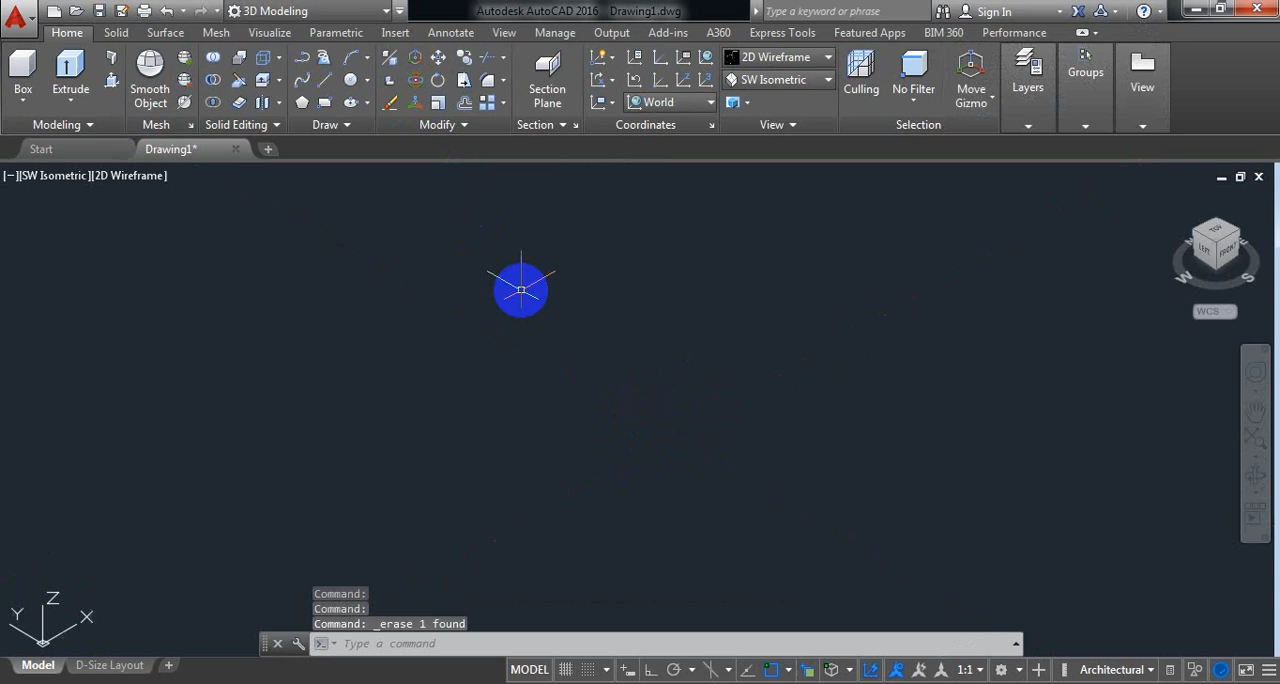 3D Modeling Autodesk AutoCAD 2016 Drawing1.dwg Type a keyword or phrase Sign In
Home Solid Surface Mesh Visualize Parametric Insert Annotate View Manage Output Add-ins A360 Express Tools Featured Apps BIM 360 Performance
Box Extrude Smooth Object Section Plane World 2D Wireframe SW Isometric Culling No Filter Move Gizmo Layers Groups View
Modeling Mesh Solid Editing Draw Modify Section Coordinates View Selection
Start Drawing1*
[−][SW Isometric][2D Wireframe]
TOP
LEFT FRONT
W S
WCS
Command:
Command:
Command: _erase 1 found
Z
Y X
Type a command
Model D-Size Layout MODEL 1:1 Architectural